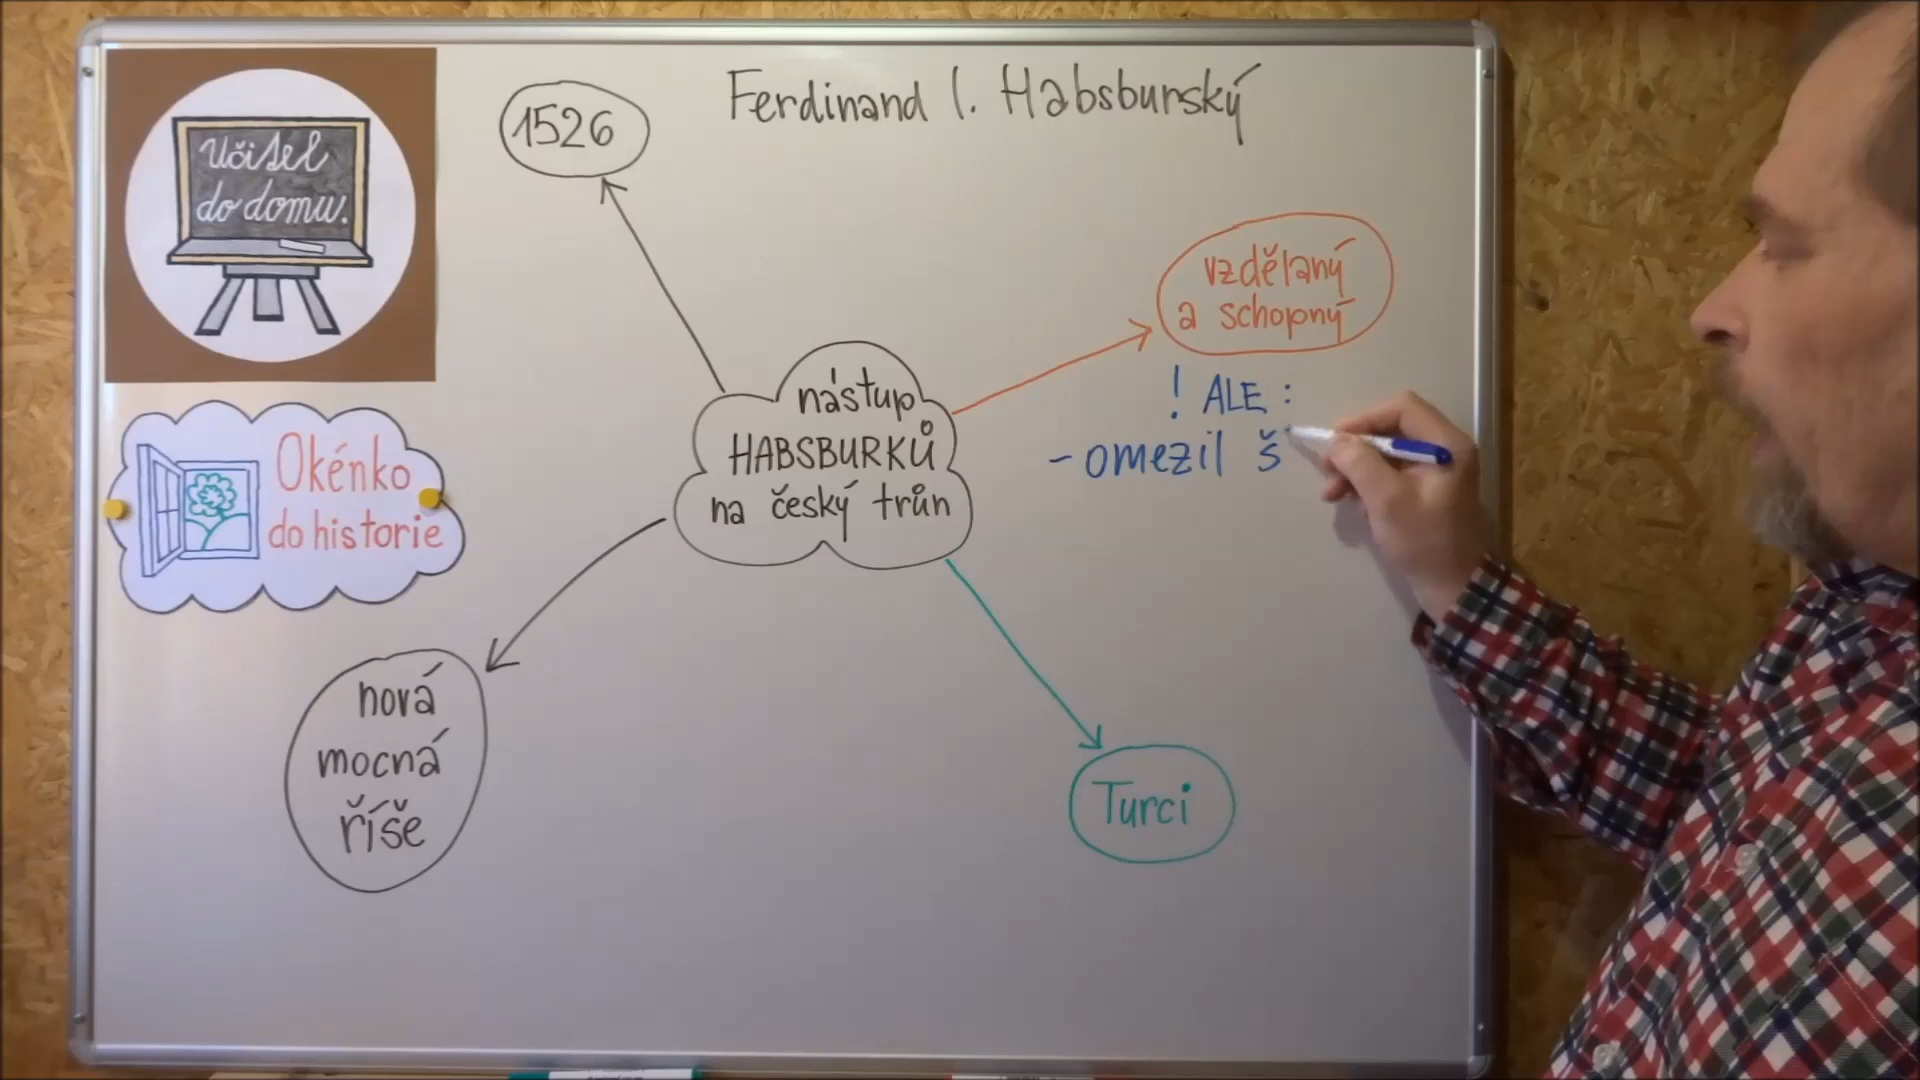 Učitel
do domu.
Okénko
do historie
1526
Ferdinand I. Habsburský
vzdělaný
a schopný
! ALE :
- omezil š
nástup
HABSBURKŮ
na český trůn
nová
mocná
říše
Turci